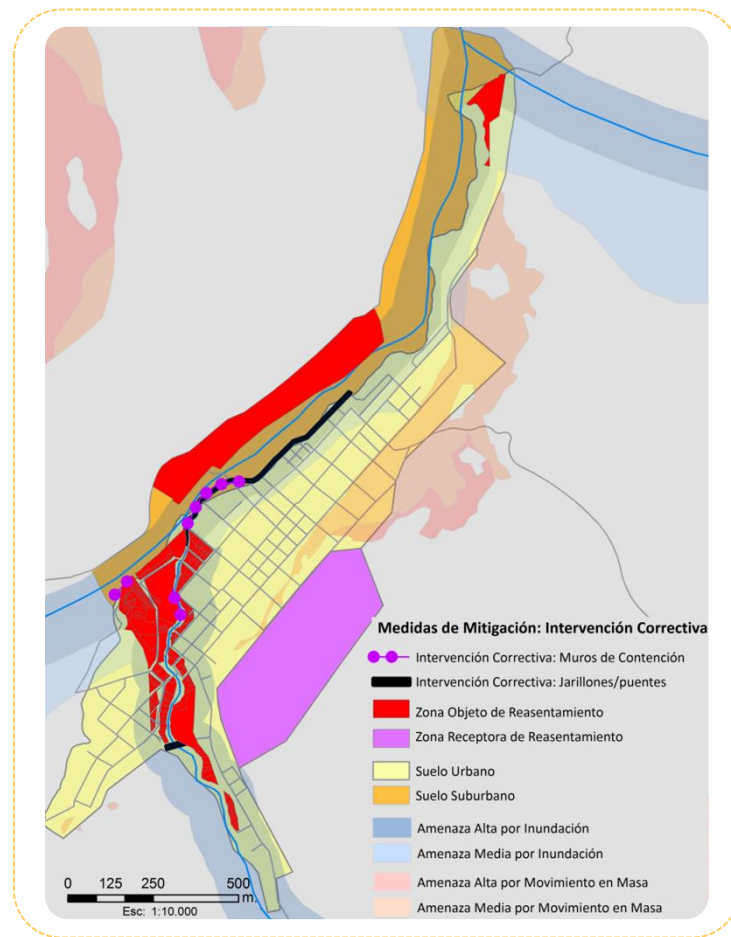 Medidas de Mitigación: Intervención Correctiva
Intervención Correctiva: Muros de Contención
Intervención Correctiva: Jarillones/puentes
Zona Objeto de Reasentamiento
Zona Receptora de Reasentamiento
Suelo Urbano
Suelo Suburbano
Amenaza Alta por Inundación
Amenaza Media por Inundación
Amenaza Alta por Movimiento en Masa
Amenaza Media por Movimiento en Masa
0 125 250 500
m.
Esc: 1:10.000